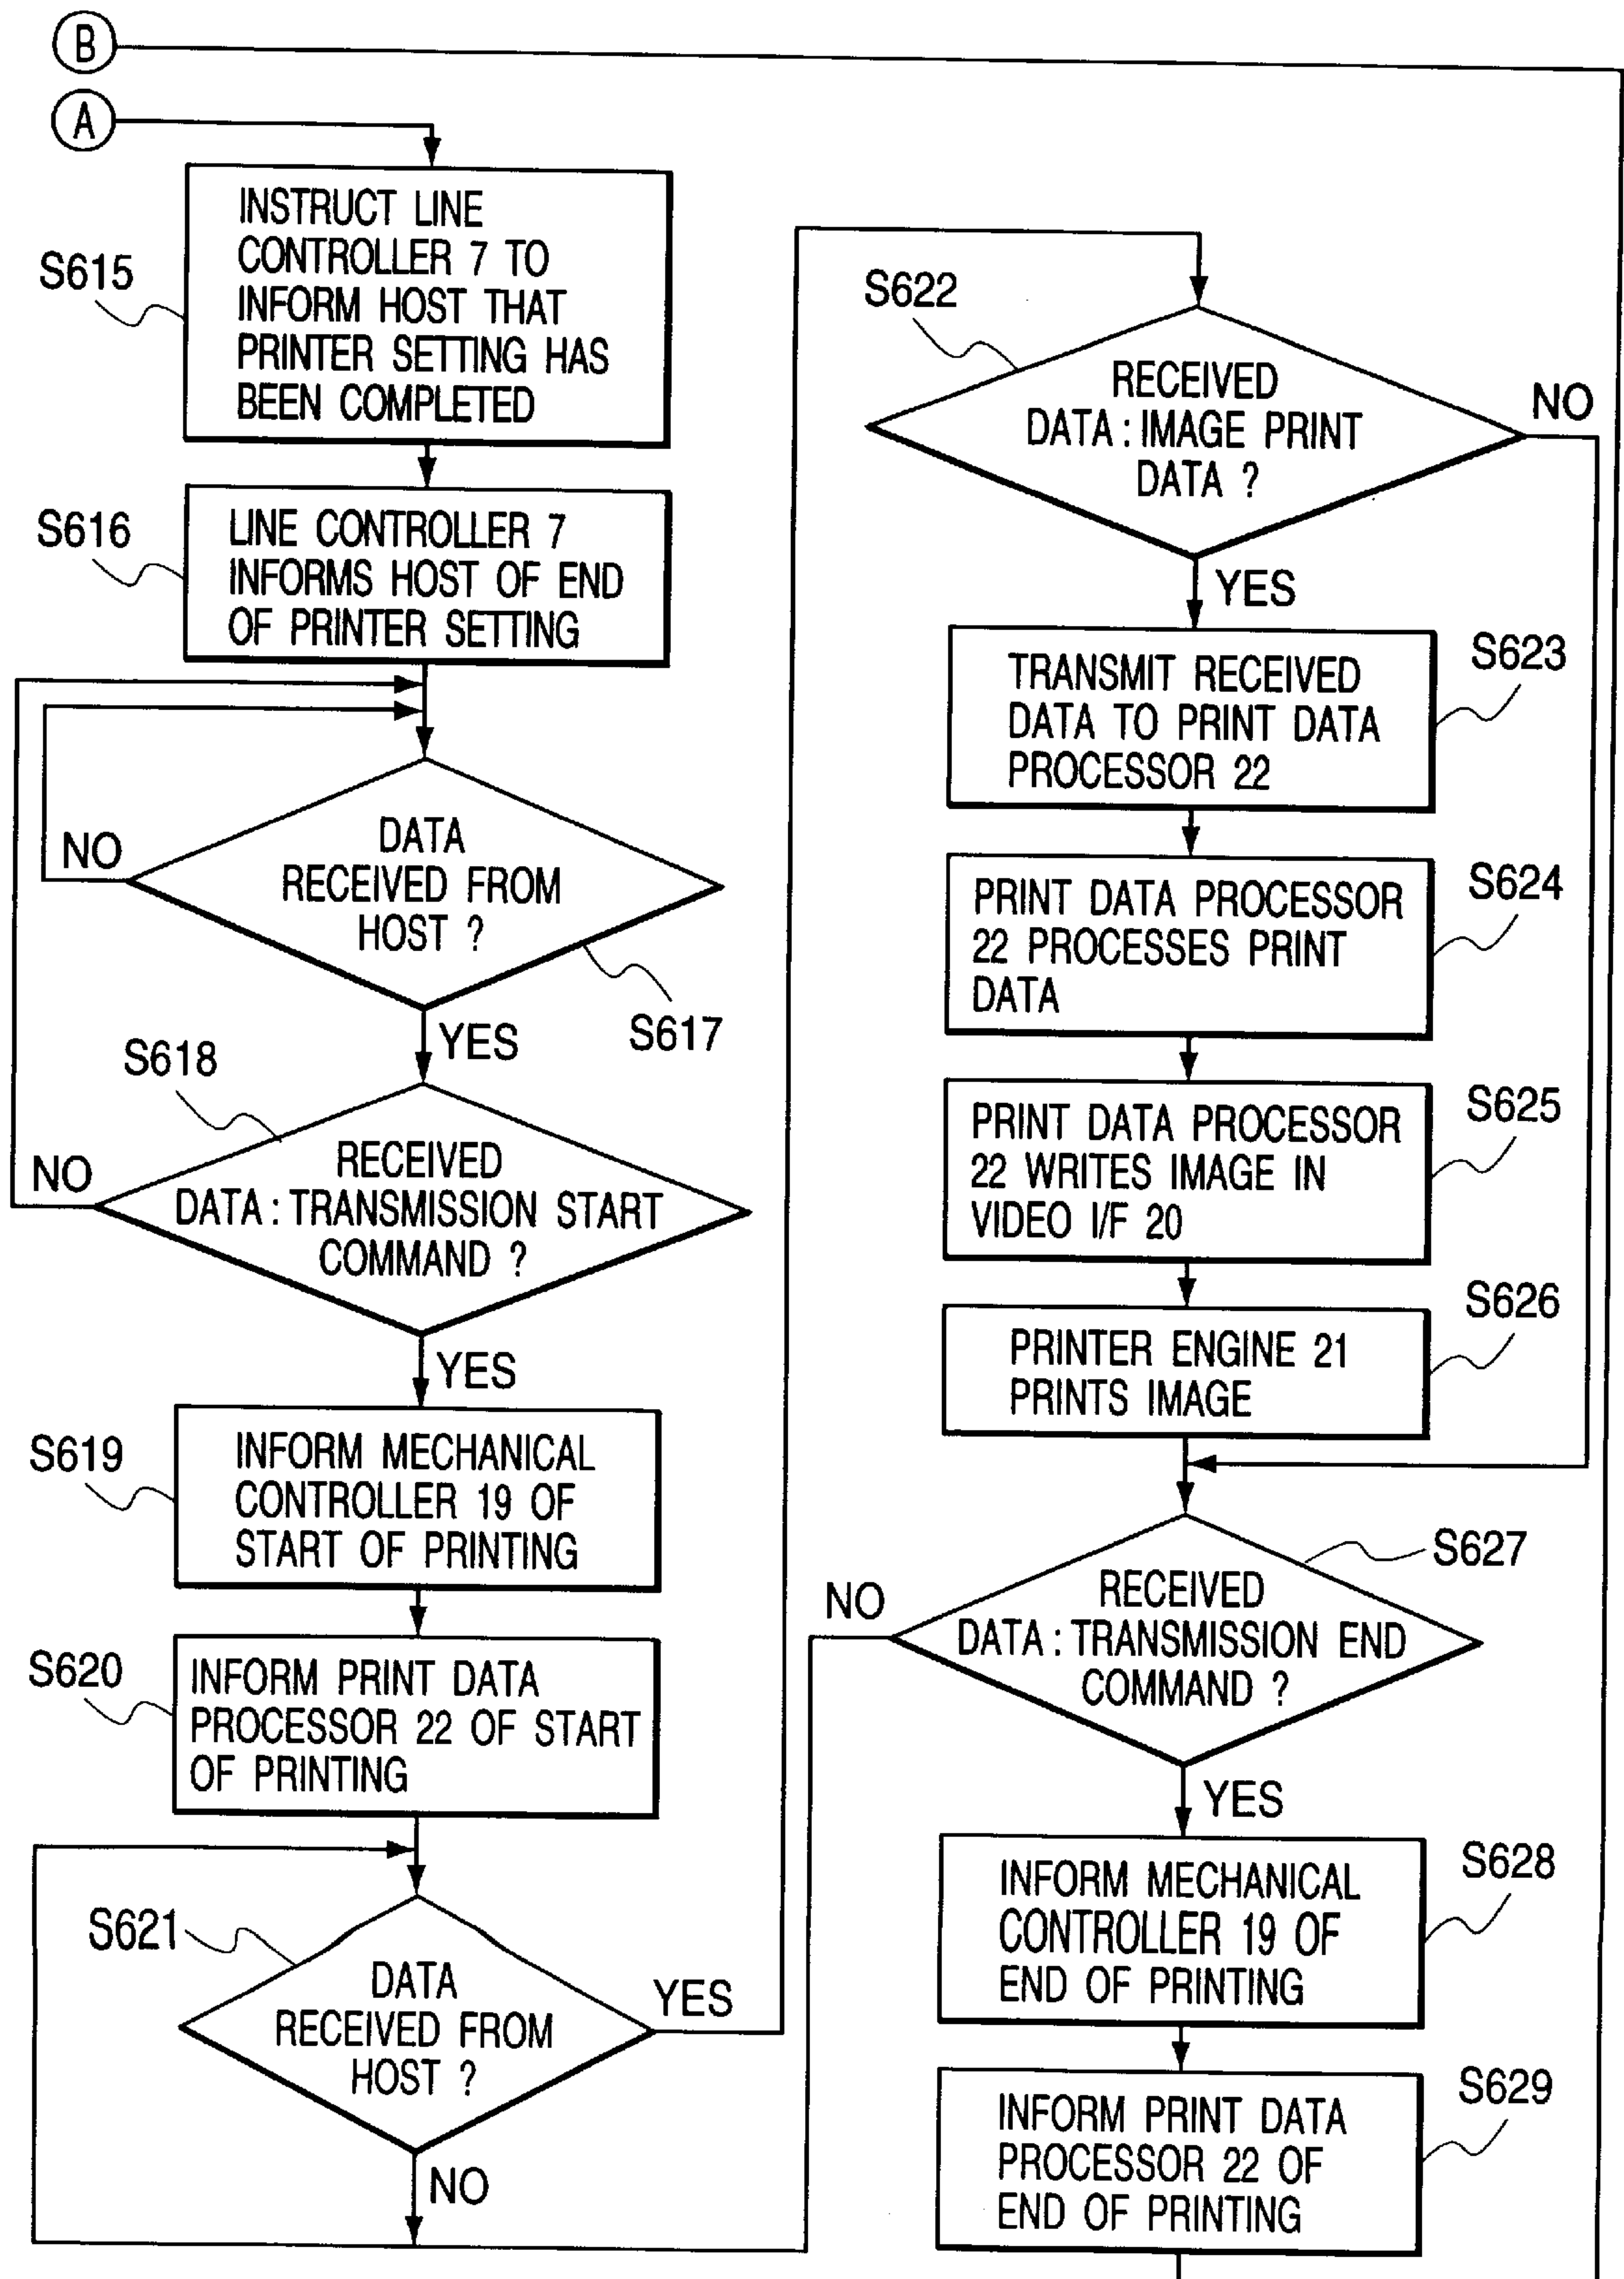 B
A
S615
INSTRUCT LINE
CONTROLLER 7 TO
INFORM HOST THAT
PRINTER SETTING HAS
BEEN COMPLETED
S616
LINE CONTROLLER 7
INFORMS HOST OF END
OF PRINTER SETTING
NO
DATA
RECEIVED FROM
HOST ?
S617
YES
S618
NO
RECEIVED
DATA : TRANSMISSION START
COMMAND ?
YES
S619
INFORM MECHANICAL
CONTROLLER 19 OF
START OF PRINTING
S620
INFORM PRINT DATA
PROCESSOR 22 OF START
OF PRINTING
S621
DATA
RECEIVED FROM
HOST ?
YES
NO
S622
RECEIVED
DATA : IMAGE PRINT
DATA ?
NO
YES
S623
TRANSMIT RECEIVED
DATA TO PRINT DATA
PROCESSOR 22
S624
PRINT DATA PROCESSOR
22 PROCESSES PRINT
DATA
S625
PRINT DATA PROCESSOR
22 WRITES IMAGE IN
VIDEO I/F 20
S626
PRINTER ENGINE 21
PRINTS IMAGE
S627
NO
RECEIVED
DATA : TRANSMISSION END
COMMAND ?
YES
S628
INFORM MECHANICAL
CONTROLLER 19 OF
END OF PRINTING
S629
INFORM PRINT DATA
PROCESSOR 22 OF
END OF PRINTING